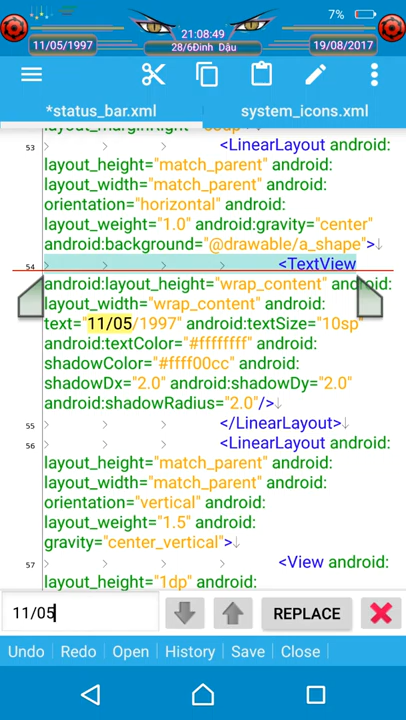 7%
21:08:49
11/05/1997
28/6Đinh Dậu
19/08/2017
*status_bar.xml
system_icons.xml
53 <LinearLayout android:
layout_height="match_parent" android:
layout_width="match_parent" android:
orientation="horizontal" android:
layout_weight="1.0" android:gravity="center"
android:background="@drawable/a_shape">↓
54 <TextView
android:layout_height="wrap_content" android:
layout_width="wrap_content" android:
text="11/05/1997" android:textSize="10sp"
android:textColor="#ffffffff" android:
shadowColor="#ffff00cc" android:
shadowDx="2.0" android:shadowDy="2.0"
android:shadowRadius="2.0"/>↓
55 </LinearLayout>↓
56 <LinearLayout android:
layout_height="match_parent" android:
layout_width="match_parent" android:
orientation="vertical" android:
layout_weight="1.5" android:
gravity="center_vertical">↓
57 <View android:
layout_height="1dp" android:
11/05
REPLACE
Undo Redo Open History Save Close